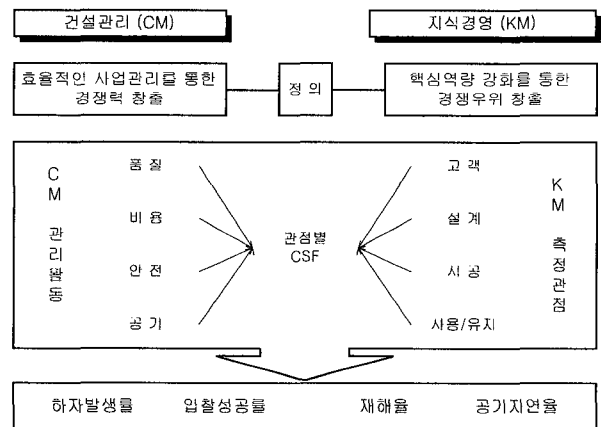 건설관리 (CM)
지식경영 (KM)
효율적인 사업관리를 통한
경쟁력 창출
정 의
핵심역량 강화를 통한
경쟁우위 창출
CM 관리활동
품 질
비 용
안 전
공 기
관점별
CSF
고 객
설 계
시 공
사용/유지
KM 측정관점
하자발생률
입찰성공률
재해율
공기지연율